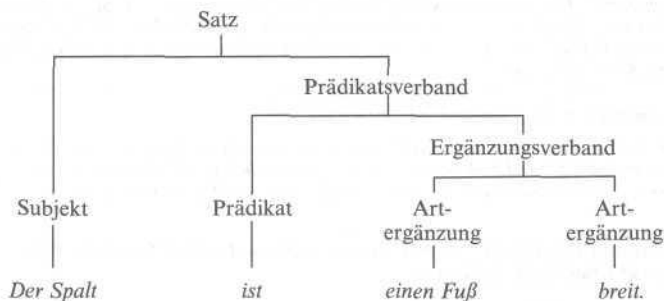 Satz
Prädikatsverband
Ergänzungsverband
Subjekt Prädikat Art- Art-
ergänzung ergänzung
Der Spalt ist einen Fuß breit.